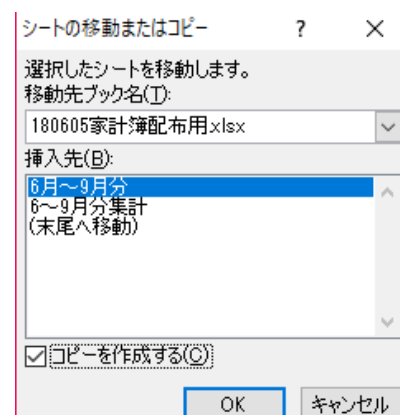 シートの移動またはコピー
?
×
選択したシートを移動します。
移動先ブック名(T):
180605家計簿配布用.xlsx
挿入先(B):
6月～9月分
6～9月分集計
(末尾へ移動)
コピーを作成する(C)
OK
キャンセル